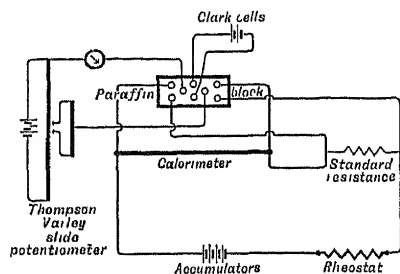 Clark cells
Paraffin
block
Calorimeter
Standard
resistance
Thompson
Varley
slide
potentiometer
Accumulators
Rheostat